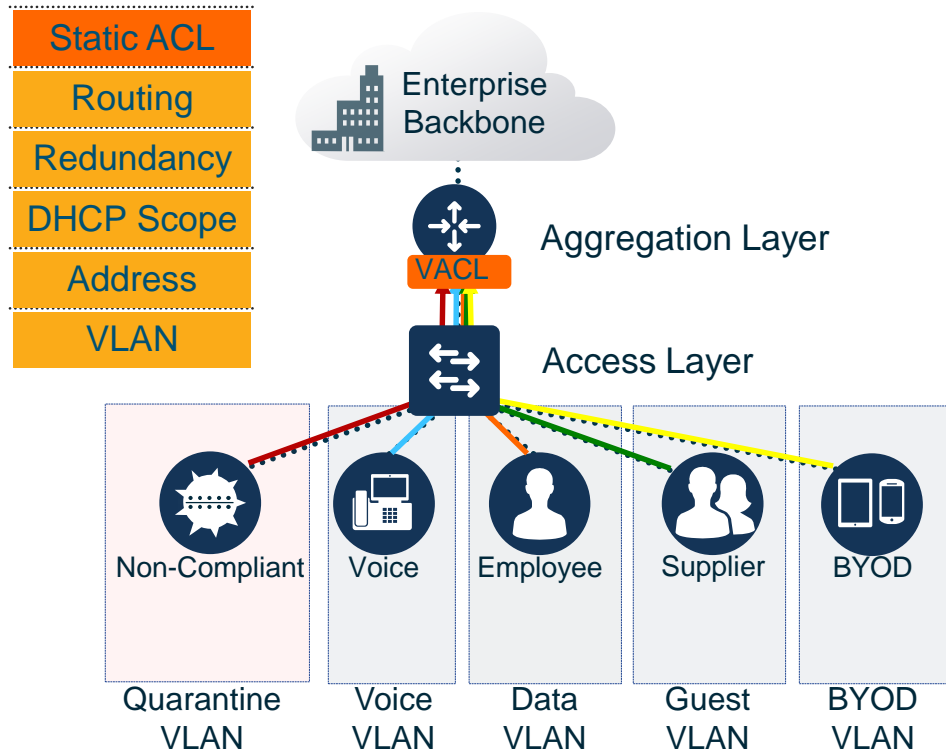 Static ACL
Routing
Redundancy
DHCP Scope
Address
VLAN
Enterprise
Backbone
Aggregation Layer
VACL
Access Layer
Non-Compliant
Voice
Employee
Supplier
BYOD
Quarantine
VLAN
Voice
VLAN
Data
VLAN
Guest
VLAN
BYOD
VLAN